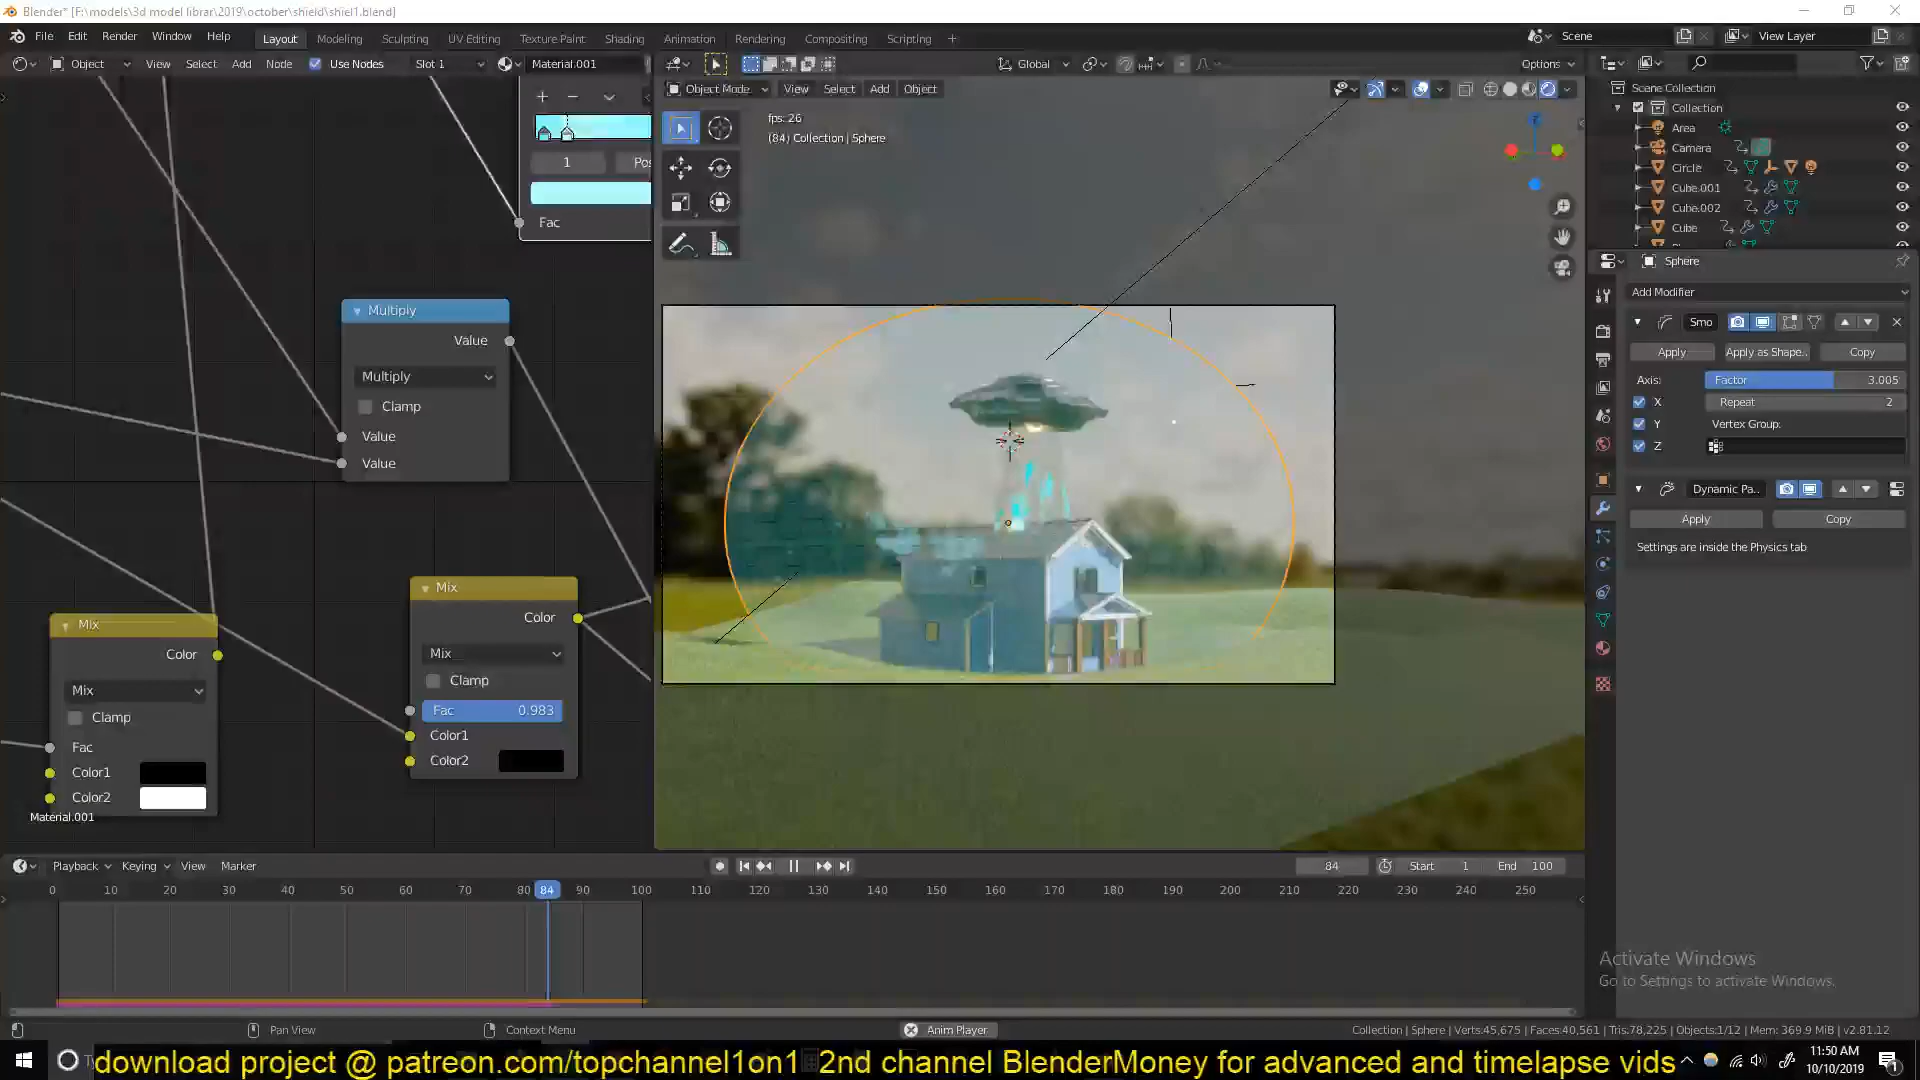 Blender* [F:\models\3d model librar\2019\october\shield\shiel1.blend]
File Edit Render Window Help
Layout Modeling Sculpting UV Editing Texture Paint Shading Animation Rendering Compositing Scripting +
Scene
View Layer
Object View Select Add Node Use Nodes Slot 1 Material.001
Global
Options
Object Mode View Select Add Object
fps: 26
(84) Collection | Sphere
1
Pos
Fac
Multiply
Value
Multiply
Clamp
Value
Value
Mix
Color
Mix
Clamp
Fac 0.983
Color1
Color2
Mix
Color
Mix
Clamp
Fac
Color1
Color2
Material.001
Scene Collection
Collection
Area
Camera
Circle
Cube.001
Cube.002
Cube
Sphere
Add Modifier
Smo
Apply Apply as Shape.. Copy
Axis: Factor 3.005
X Repeat 2
Y Vertex Group:
Z
Dynamic Pa..
Apply Copy
Settings are inside the Physics tab
Playback Keying View Marker
84 Start 1 End 100
0 10 20 30 40 50 60 70 80 84 90 100 110 120 130 140 150 160 170 180 190 200 210 220 230 240 250
Activate Windows
Go to Settings to activate Windows.
Pan View
Context Menu
Anim Player
Collection | Sphere | Verts:45,675 | Faces:40,561 | Tris:78,225 | Objects:1/12 | Mem: 369.9 MiB | v2.81.12
download project @ patreon.com/topchannel1on1 2nd channel BlenderMoney for advanced and timelapse vids
11:50 AM
10/10/2019
1